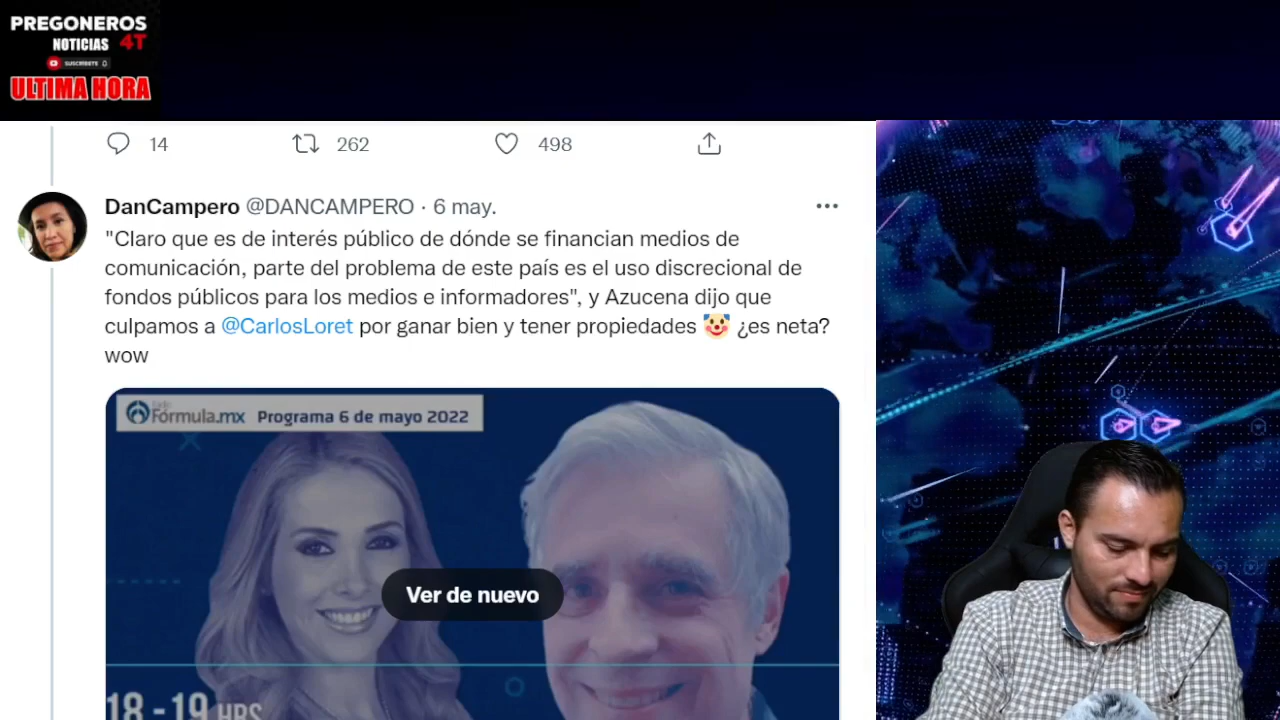 PREGONEROS
NOTICIAS 4T
SUSCRIBETE
ULTIMA HORA
14 262 498
DanCampero @DANCAMPERO · 6 may.
"Claro que es de interés público de dónde se financian medios de
comunicación, parte del problema de este país es el uso discrecional de
fondos públicos para los medios e informadores", y Azucena dijo que
culpamos a @CarlosLoret por ganar bien y tener propiedades 🤡 ¿es neta?
wow
Radio
Fórmula.mx Programa 6 de mayo 2022
Ver de nuevo
18 - 19 HRS